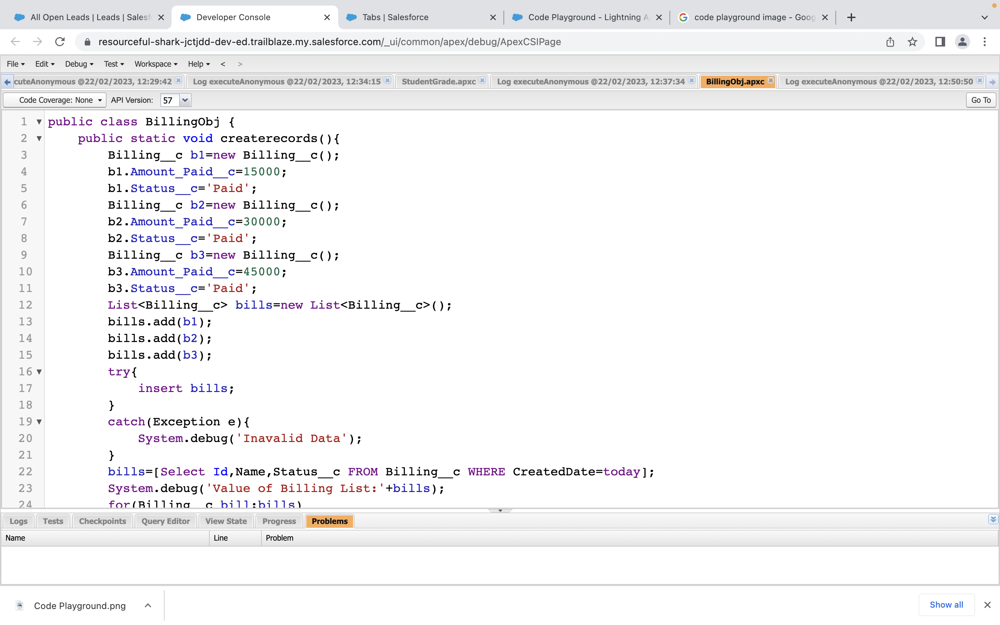 All Open Leads | Leads | Salesf
Developer Console
Tabs | Salesforce
Code Playground - Lightning A
code playground image - Goog
resourceful-shark-jctjdd-dev-ed.trailblaze.my.salesforce.com/_ui/common/apex/debug/ApexCSIPage
File Edit Debug Test Workspace Help < >
cuteAnonymous @22/02/2023, 12:29:42 Log executeAnonymous @22/02/2023, 12:34:15 StudentGrade.apxc Log executeAnonymous @22/02/2023, 12:37:34 BillingObj.apxc Log executeAnonymous @22/02/2023, 12:50:50
Code Coverage: None API Version: 57 Go To
1 public class BillingObj {
2 public static void createrecords(){
3 Billing__c b1=new Billing__c();
4 b1.Amount_Paid__c=15000;
5 b1.Status__c='Paid';
6 Billing__c b2=new Billing__c();
7 b2.Amount_Paid__c=30000;
8 b2.Status__c='Paid';
9 Billing__c b3=new Billing__c();
10 b3.Amount_Paid__c=45000;
11 b3.Status__c='Paid';
12 List<Billing__c> bills=new List<Billing__c>();
13 bills.add(b1);
14 bills.add(b2);
15 bills.add(b3);
16 try{
17 insert bills;
18 }
19 catch(Exception e){
20 System.debug('Inavalid Data');
21 }
22 bills=[Select Id,Name,Status__c FROM Billing__c WHERE CreatedDate=today];
23 System.debug('Value of Billing List:'+bills);
24 for(Billing__c bill:bills)
Logs Tests Checkpoints Query Editor View State Progress Problems
Name Line Problem
Code Playground.png Show all